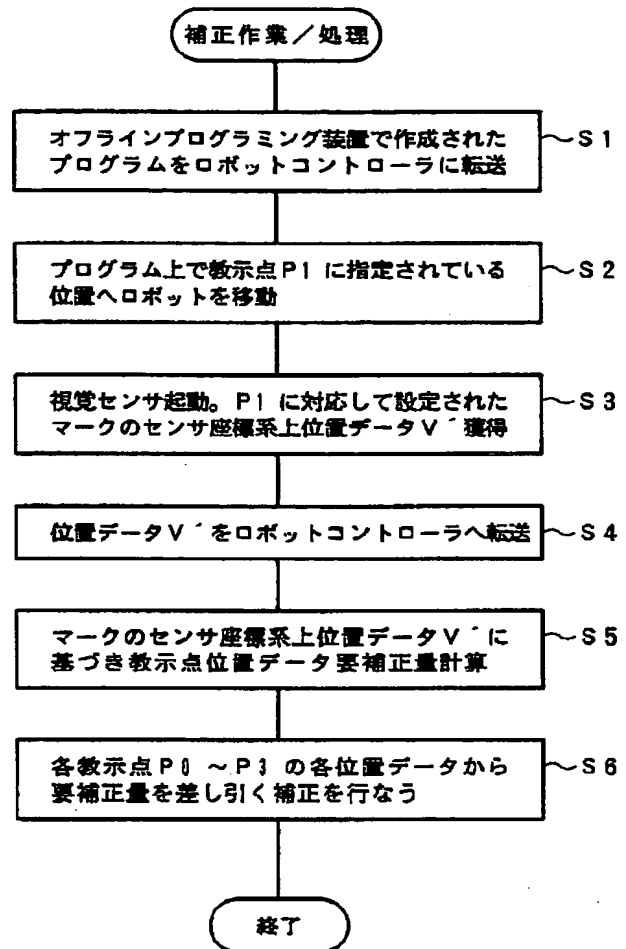 補正作業／処理
オフラインプログラミング装置で作成された
プログラムをロボットコントローラに転送
S1
プログラム上で教示点P1に指定されている
位置へロボットを移動
S2
視覚センサ起動。P1に対応して設定された
マークのセンサ座標系上位置データV´獲得
S3
位置データV´をロボットコントローラへ転送
S4
マークのセンサ座標系上位置データV´に
基づき教示点位置データ要補正量計算
S5
各教示点P0～P3の各位置データから
要補正量を差し引く補正を行なう
S6
終了